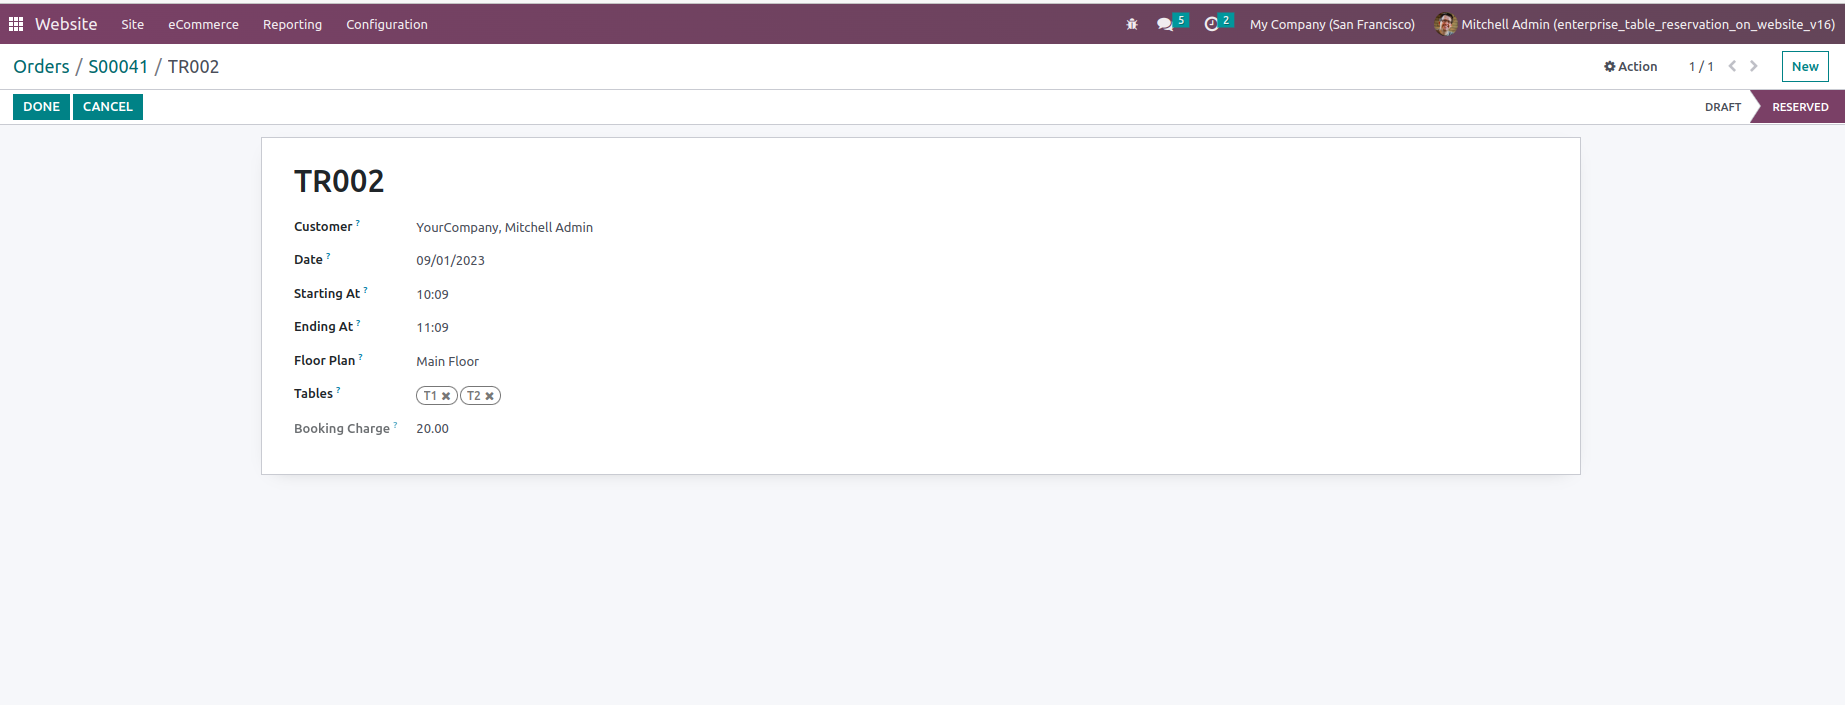 Website Site eCommerce Reporting Configuration 5 2 My Company (San Francisco) Mitchell Admin (enterprise_table_reservation_on_website_v16)
Orders / S00041 / TR002 Action 1 / 1 New
DONE CANCEL DRAFT RESERVED
TR002
Customer ? YourCompany, Mitchell Admin
Date ? 09/01/2023
Starting At ? 10:09
Ending At ? 11:09
Floor Plan ? Main Floor
Tables ? T1 T2
Booking Charge ? 20.00